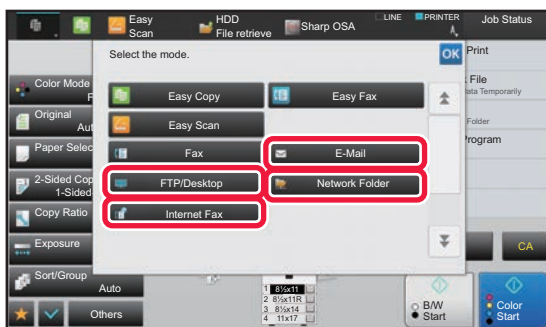 Easy
Scan
HDD
File retrieve
Sharp OSA
LINE
PRINTER
Job Status
Select the mode.
OK
Print
Color Mode
Easy Copy
Easy Fax
File
Data Temporarily
Original
Aut
Easy Scan
Folder
Paper Selec
Fax
E-Mail
Program
2-Sided Cop
1-Sided
FTP/Desktop
Network Folder
Copy Ratio
Internet Fax
Exposure
CA
Sort/Group
Auto
1 8½x11
2 8½x11R
3 8½x14
4 11x17
Others
B/W
Start
Color
Start